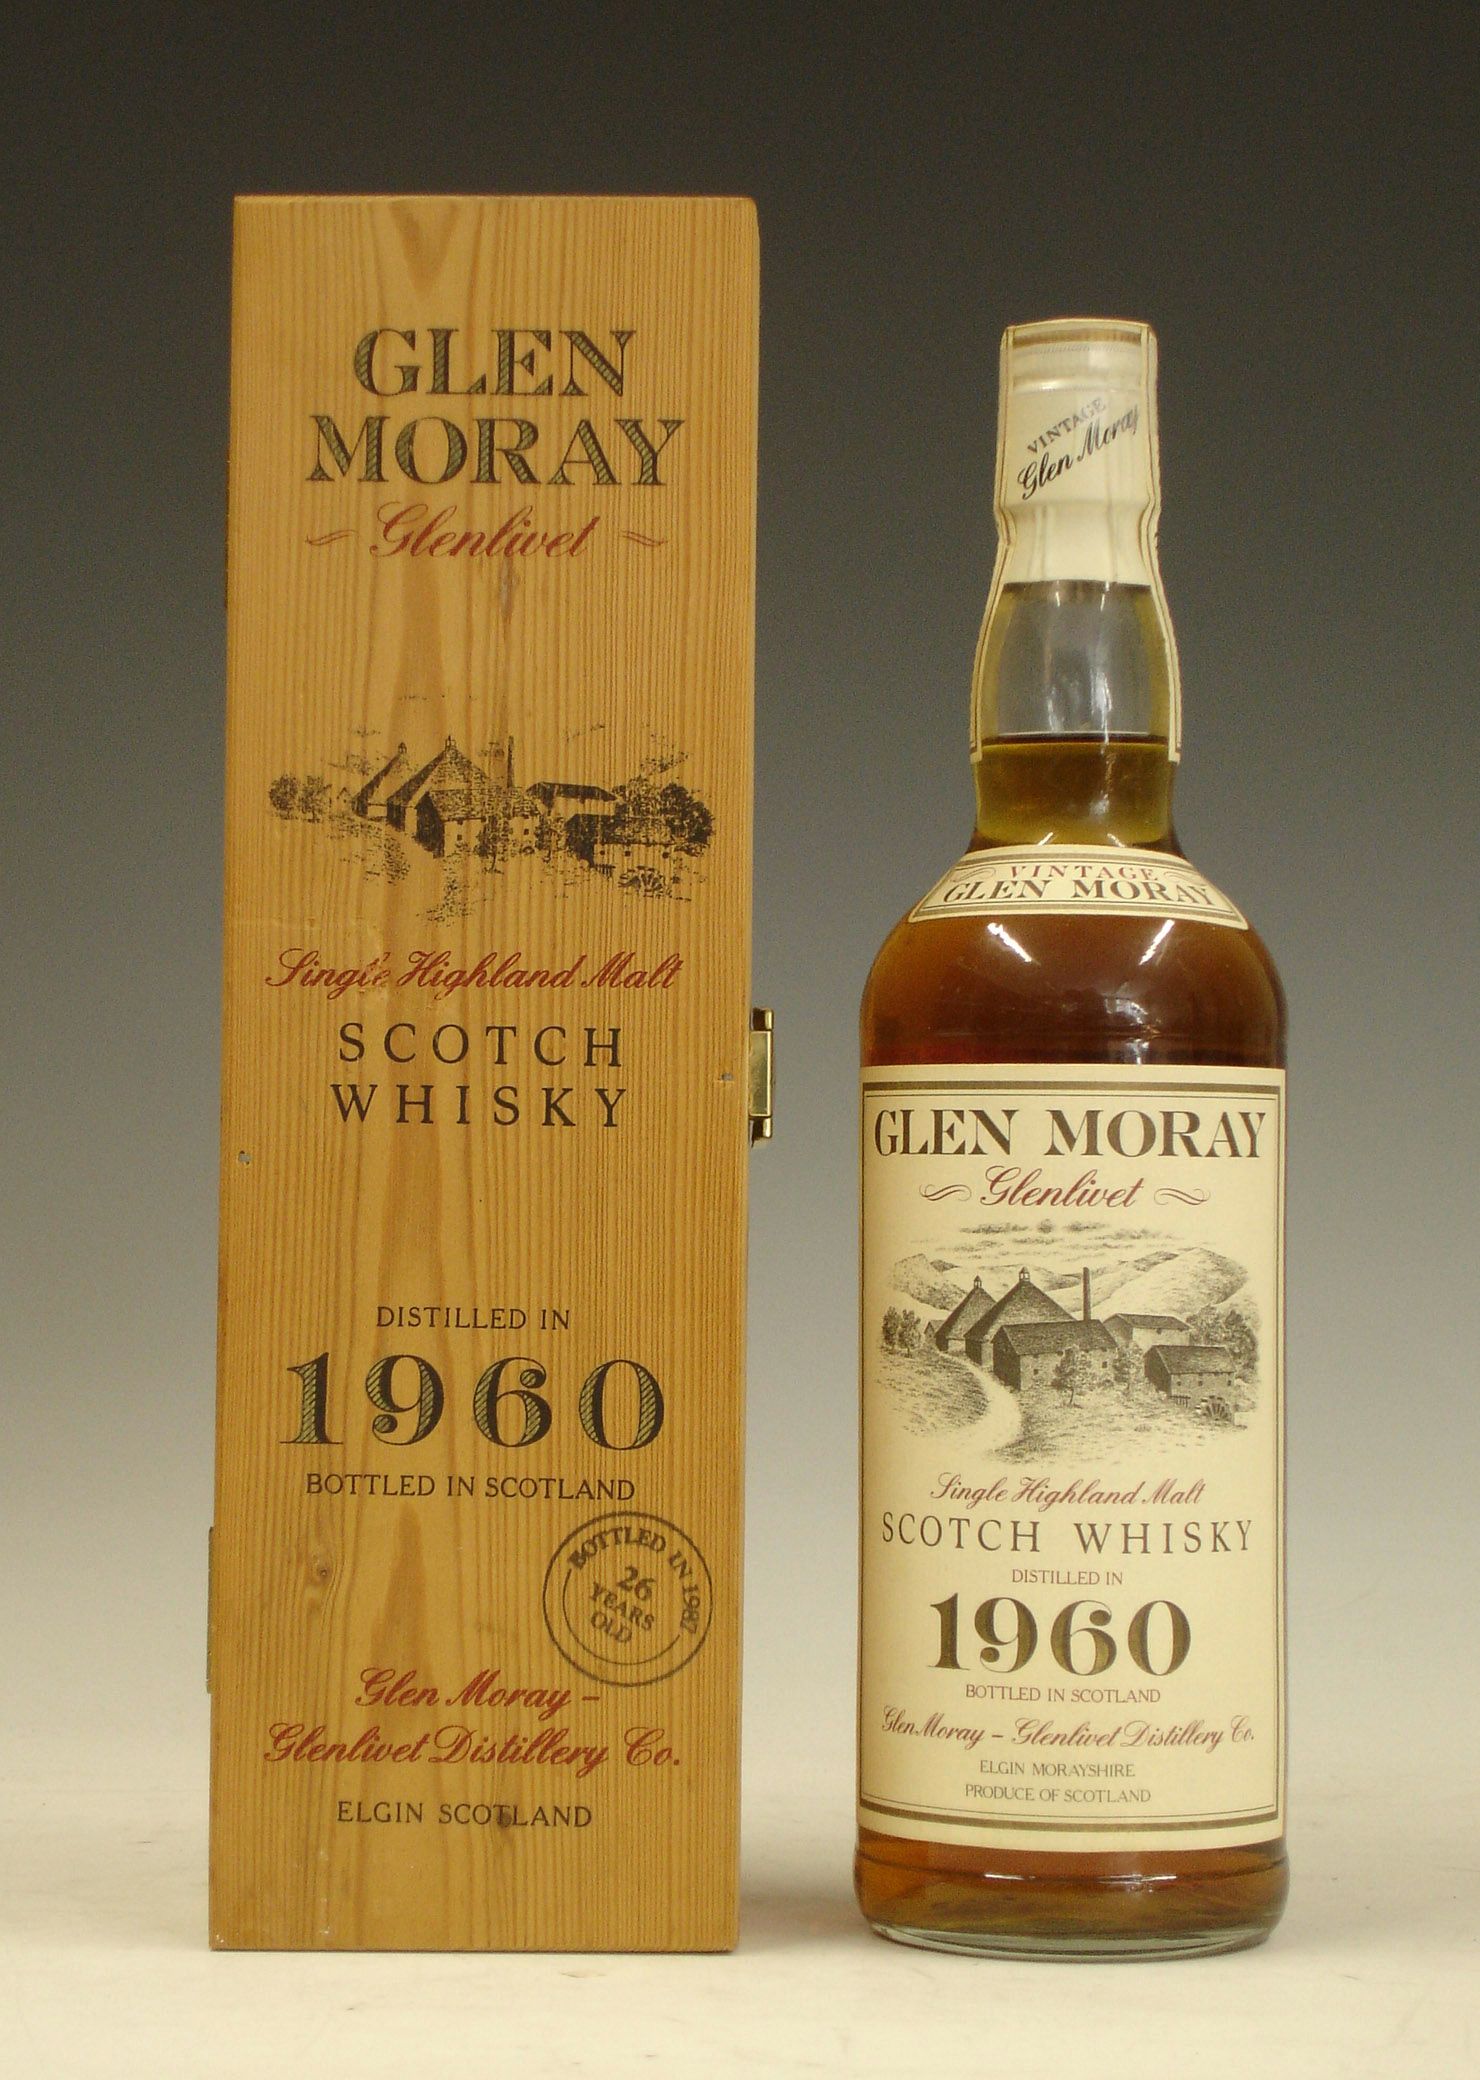 GLEN
MORAY
Glenlivet
Single Highland Malt
SCOTCH
WHISKY
DISTILLED IN
1960
BOTTLED IN SCOTLAND
BOTTLED IN 1987
26
YEARS
OLD
Glen Moray –
Glenlivet Distillery Co.
ELGIN SCOTLAND
VINTAGE
Glen Moray
VINTAGE
GLEN MORAY
GLEN MORAY
Glenlivet
Single Highland Malt
SCOTCH WHISKY
DISTILLED IN
1960
BOTTLED IN SCOTLAND
Glen Moray – Glenlivet Distillery Co.
ELGIN MORAYSHIRE
PRODUCE OF SCOTLAND